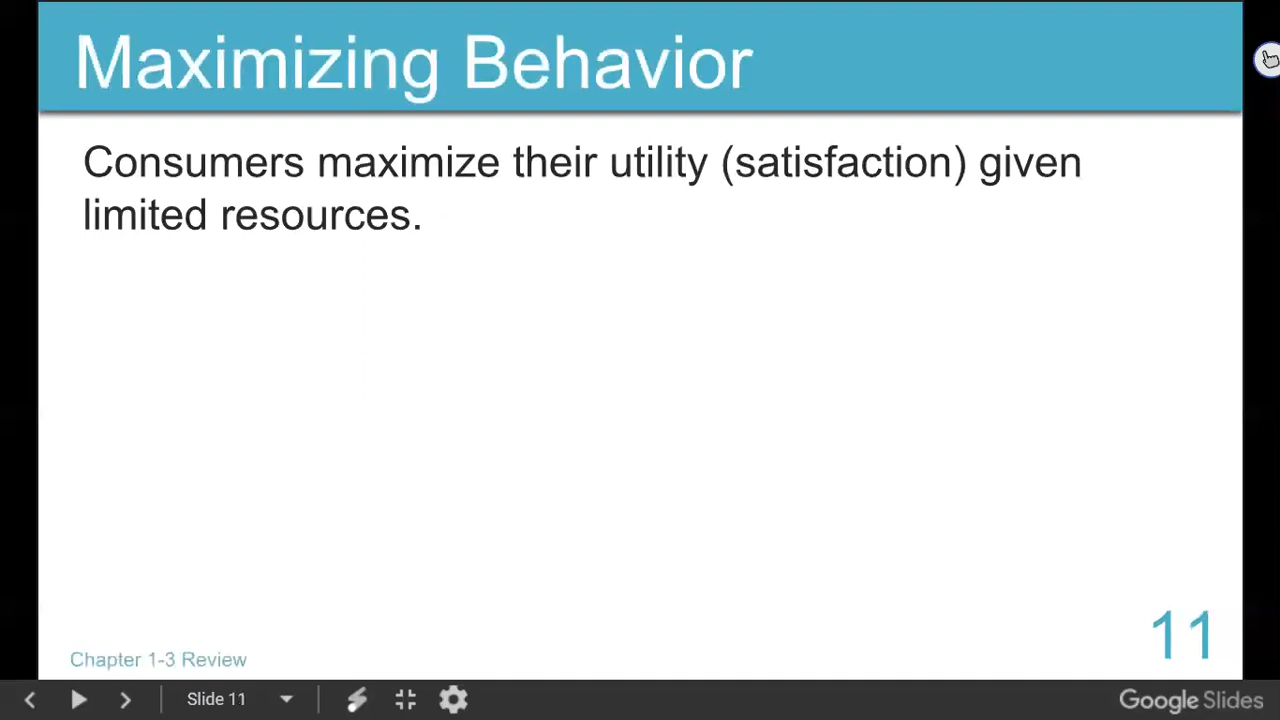 Maximizing Behavior
Consumers maximize their utility (satisfaction) given
limited resources.
11
Chapter 1-3 Review
Slide 11
Google Slides